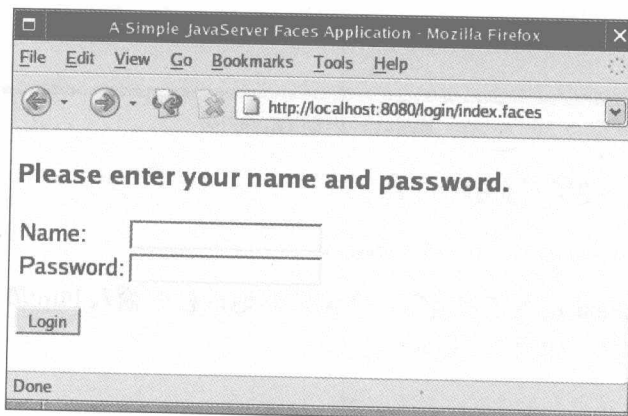 A Simple JavaServer Faces Application - Mozilla Firefox
File Edit View Go Bookmarks Tools Help
http://localhost:8080/login/index.faces
Please enter your name and password.
Name:
Password:
Login
Done